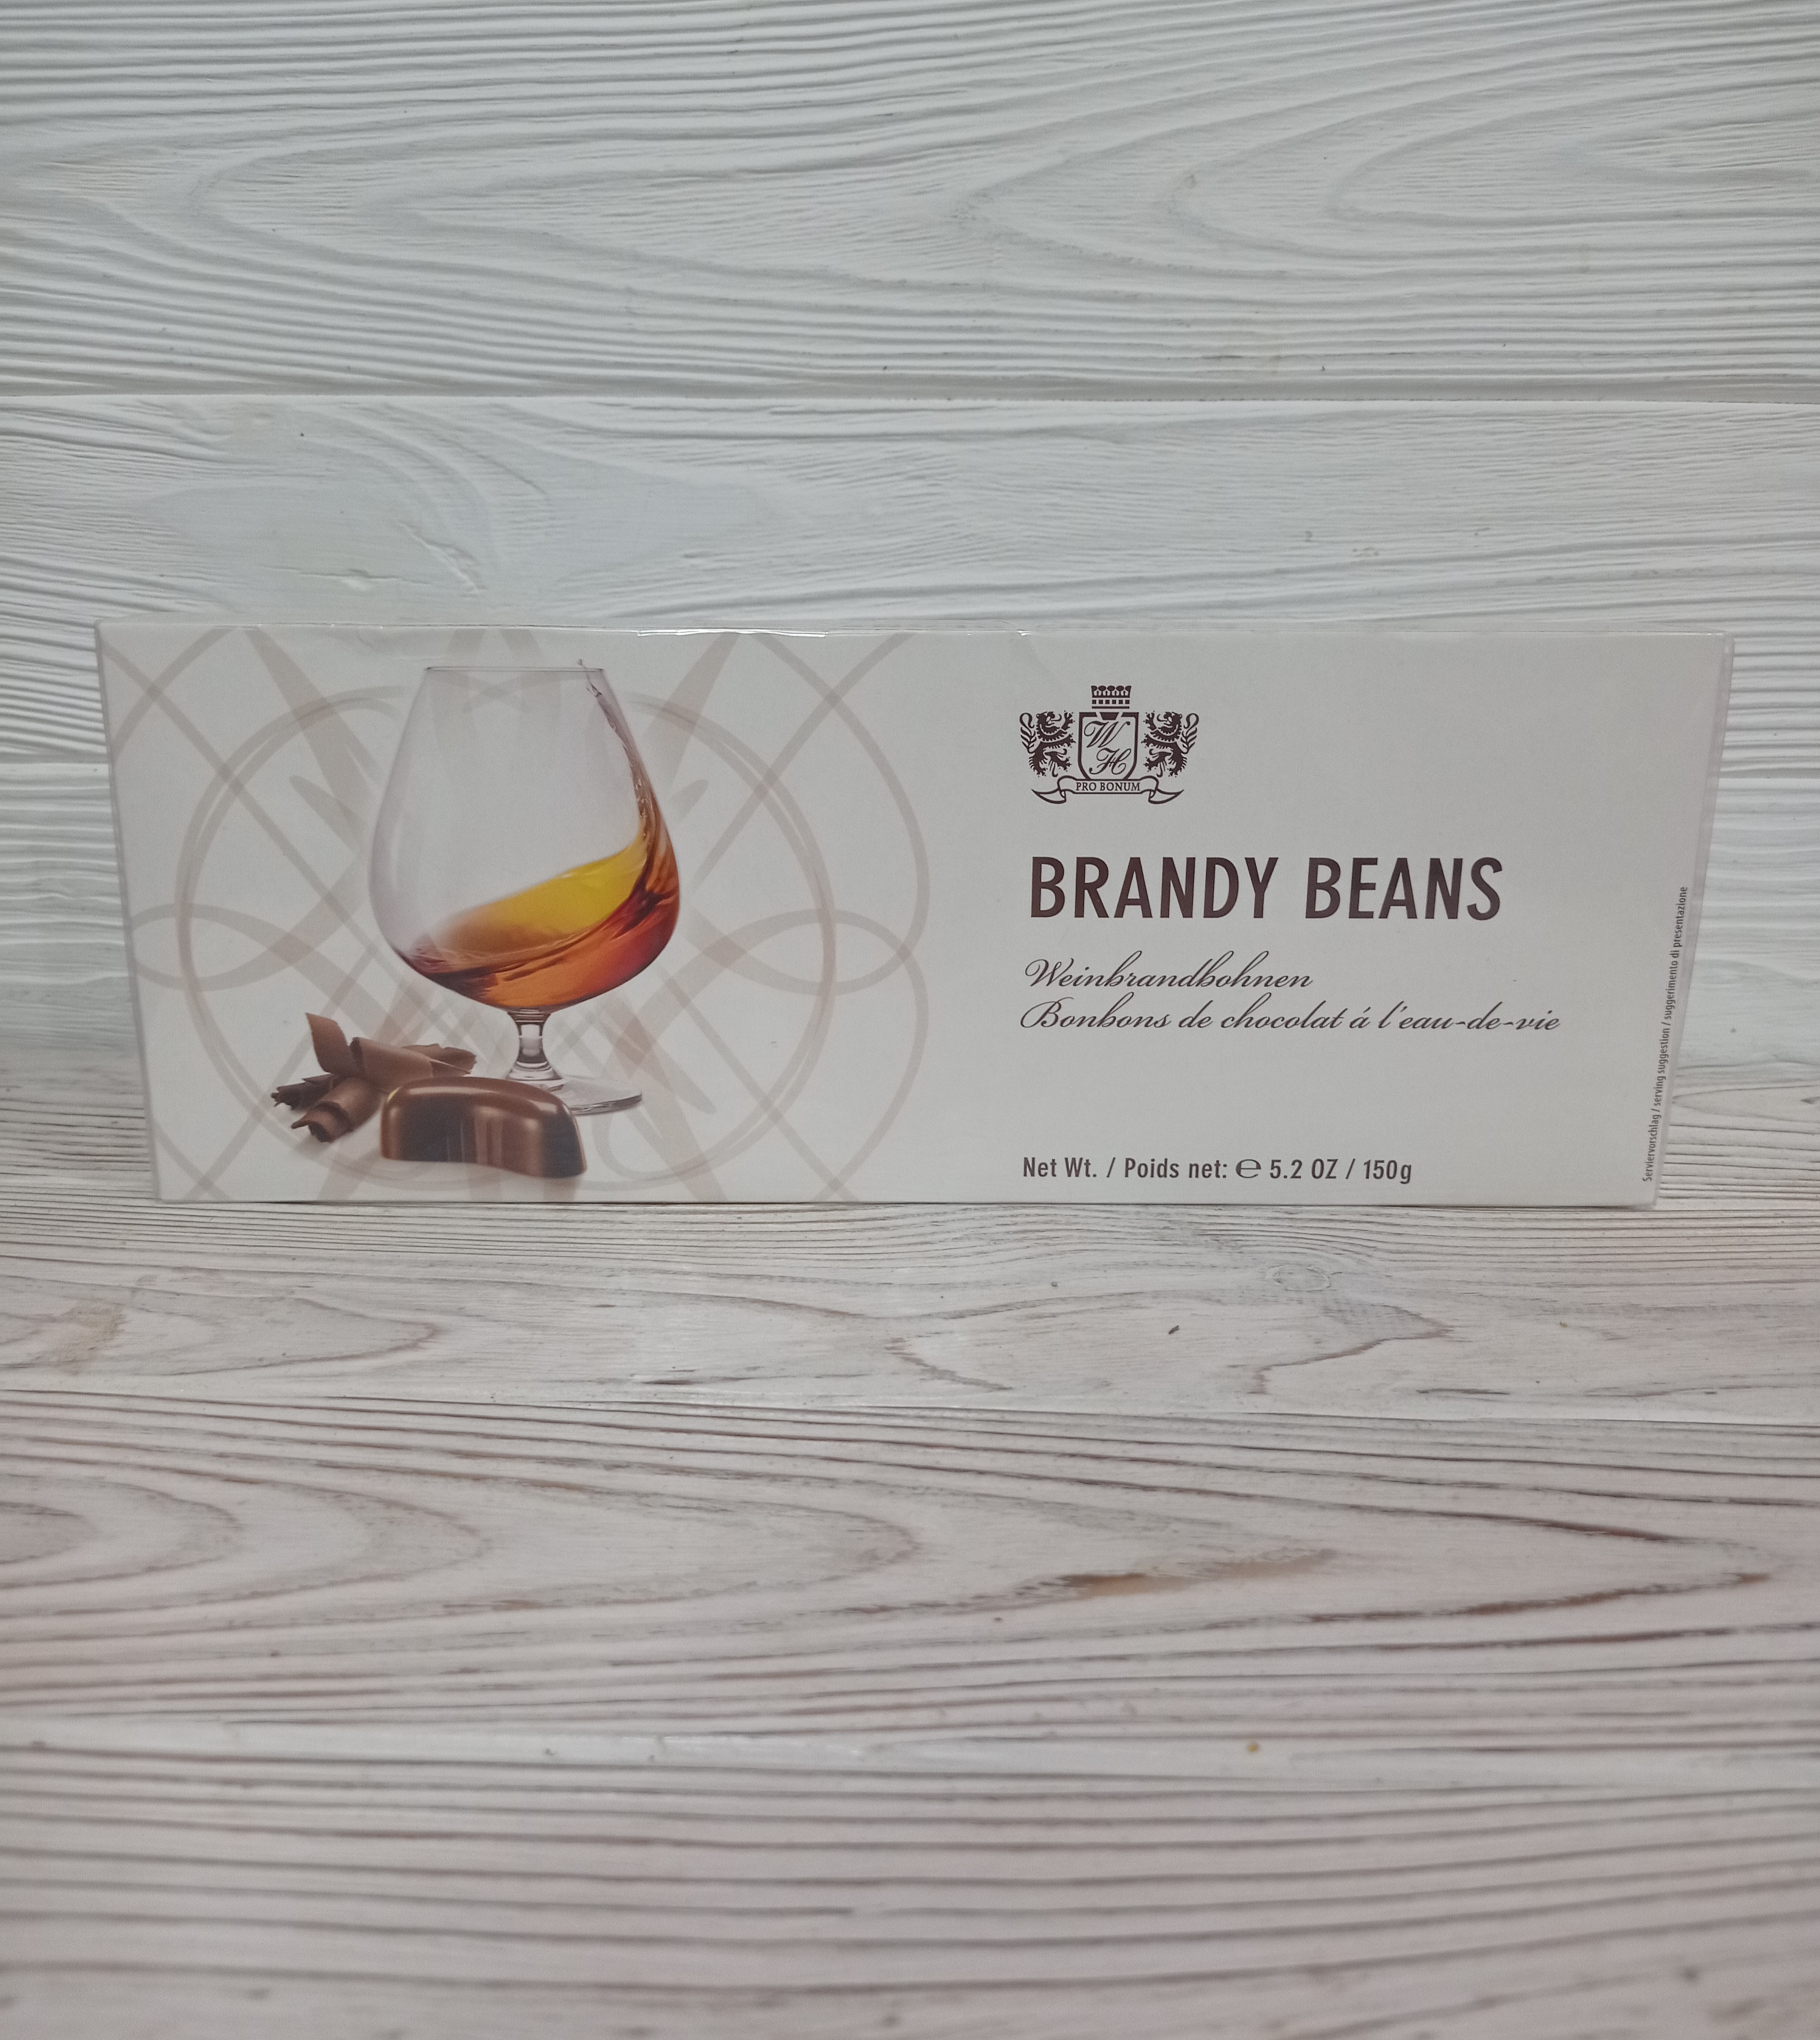 W
H
PRO BONUM
BRANDY BEANS
Weinbrandbohnen
Bonbons de chocolat á l'eau-de-vie
Net Wt. / Poids net: ℮ 5.2 OZ / 150g
Serviervorschlag / serving suggestion / suggerimento di presentazione